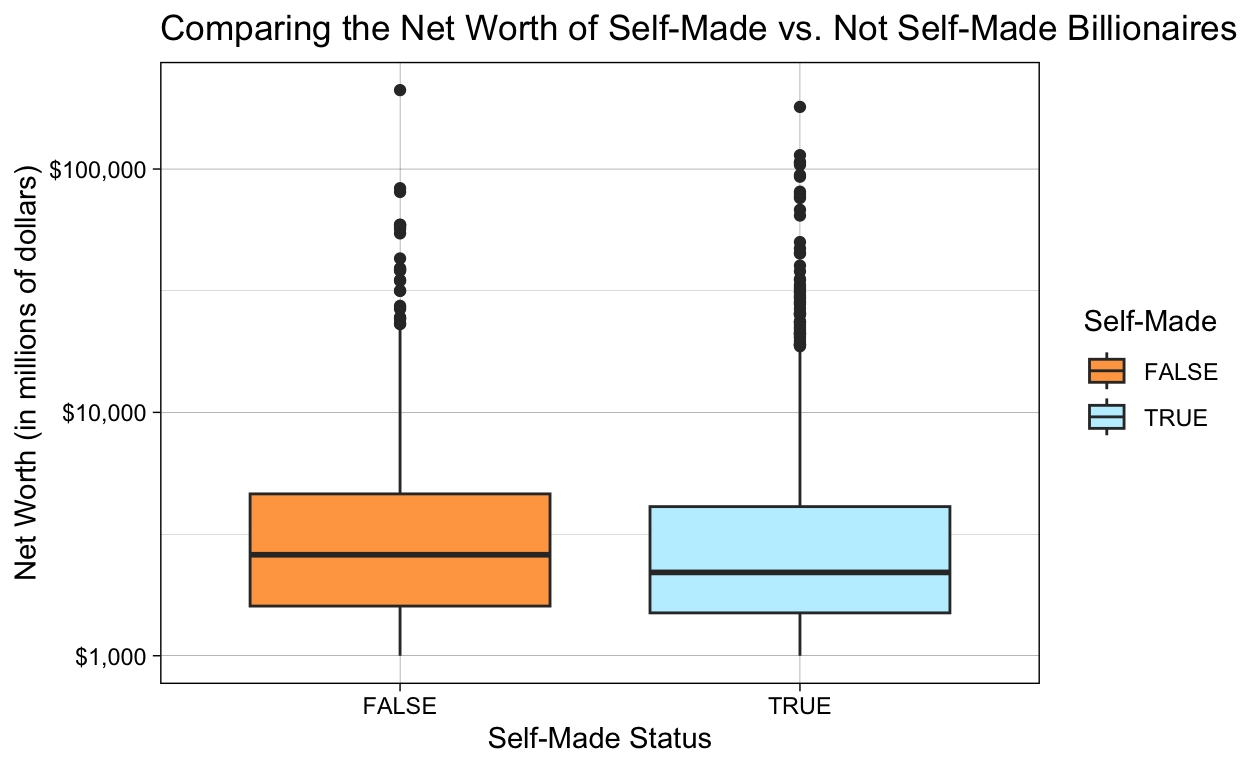 Comparing the Net Worth of Self-Made vs. Not Self-Made Billionaires
Net Worth (in millions of dollars)
$100,000
$10,000
$1,000
FALSE
TRUE
Self-Made Status
Self-Made
FALSE
TRUE